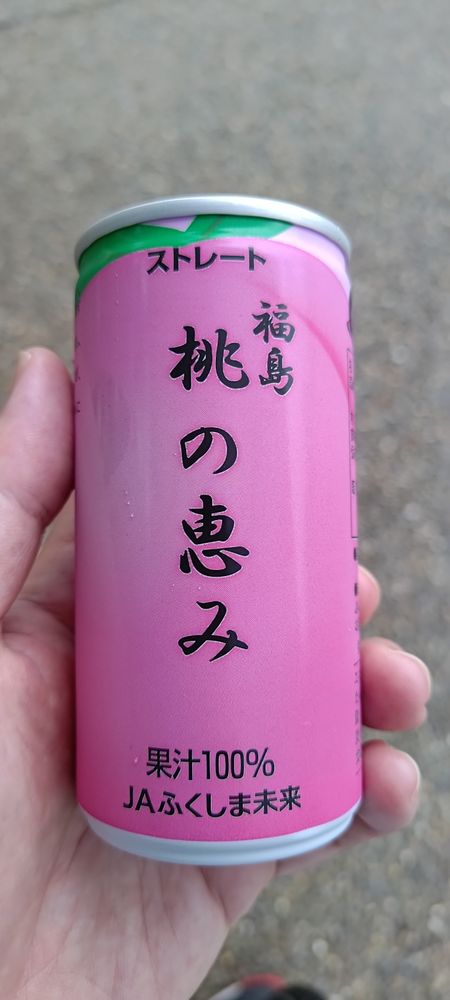 ストレート
福島
桃の恵み
果汁100%
JAふくしま未来